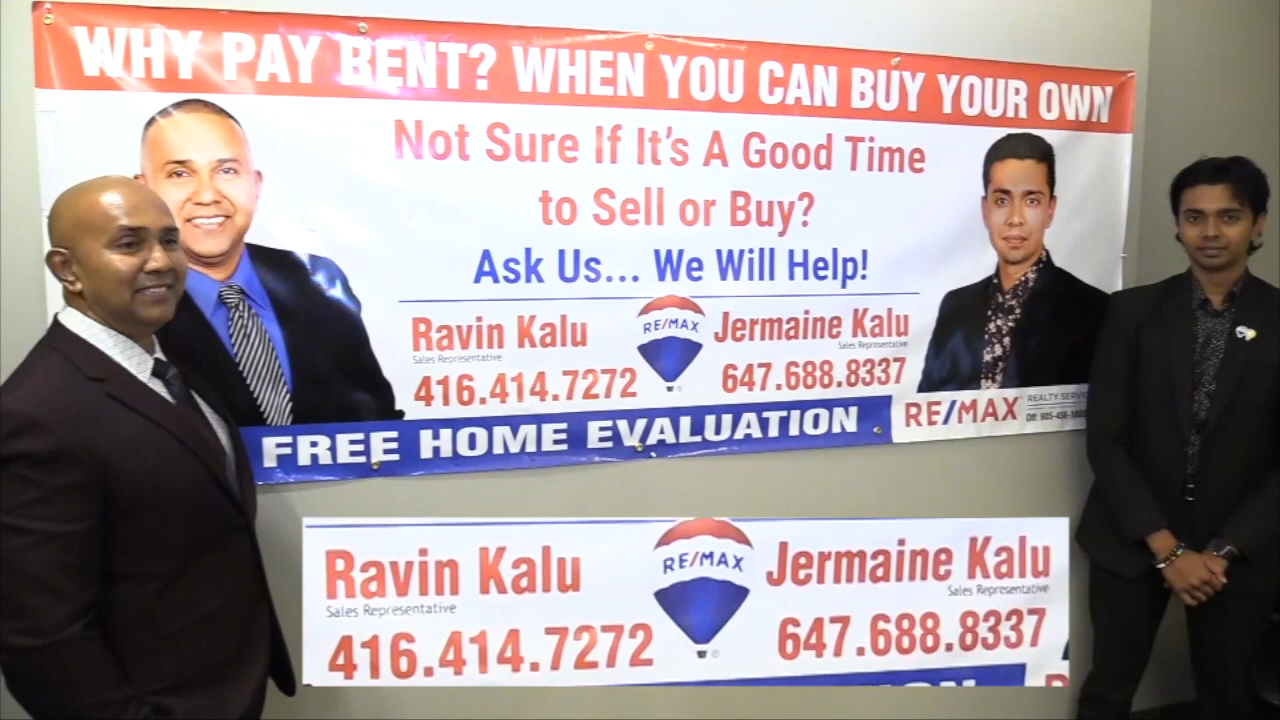 WHY PAY RENT? WHEN YOU CAN BUY YOUR OWN
Not Sure If It's A Good Time
to Sell or Buy?
Ask Us... We Will Help!
Ravin Kalu
Sales Representative
416.414.7272
RE/MAX
Jermaine Kalu
Sales Representative
647.688.8337
FREE HOME EVALUATION
RE/MAX
REALTY
Off:
Ravin Kalu
Sales Representative
416.414.7272
RE/MAX
Jermaine Kalu
Sales Representative
647.688.8337